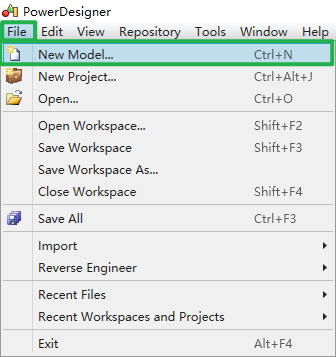 PowerDesigner
File Edit View Repository Tools Window Help
New Model... Ctrl+N
New Project... Ctrl+Alt+J
Open... Ctrl+O
Open Workspace... Shift+F2
Save Workspace Shift+F3
Save Workspace As...
Close Workspace Shift+F4
Save All Ctrl+F3
Import
Reverse Engineer
Recent Files
Recent Workspaces and Projects
Exit Alt+F4